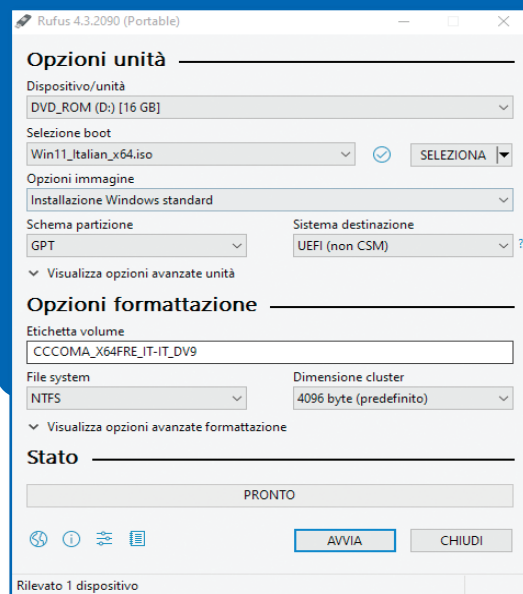 Rufus 4.3.2090 (Portable)
Opzioni unità
Dispositivo/unità
DVD_ROM (D:) [16 GB]
Selezione boot
Win11_Italian_x64.iso
SELEZIONA
Opzioni immagine
Installazione Windows standard
Schema partizione
Sistema destinazione
GPT
UEFI (non CSM)
?
Visualizza opzioni avanzate unità
Opzioni formattazione
Etichetta volume
CCCOMA_X64FRE_IT-IT_DV9
File system
Dimensione cluster
NTFS
4096 byte (predefinito)
Visualizza opzioni avanzate formattazione
Stato
PRONTO
AVVIA
CHIUDI
Rilevato 1 dispositivo